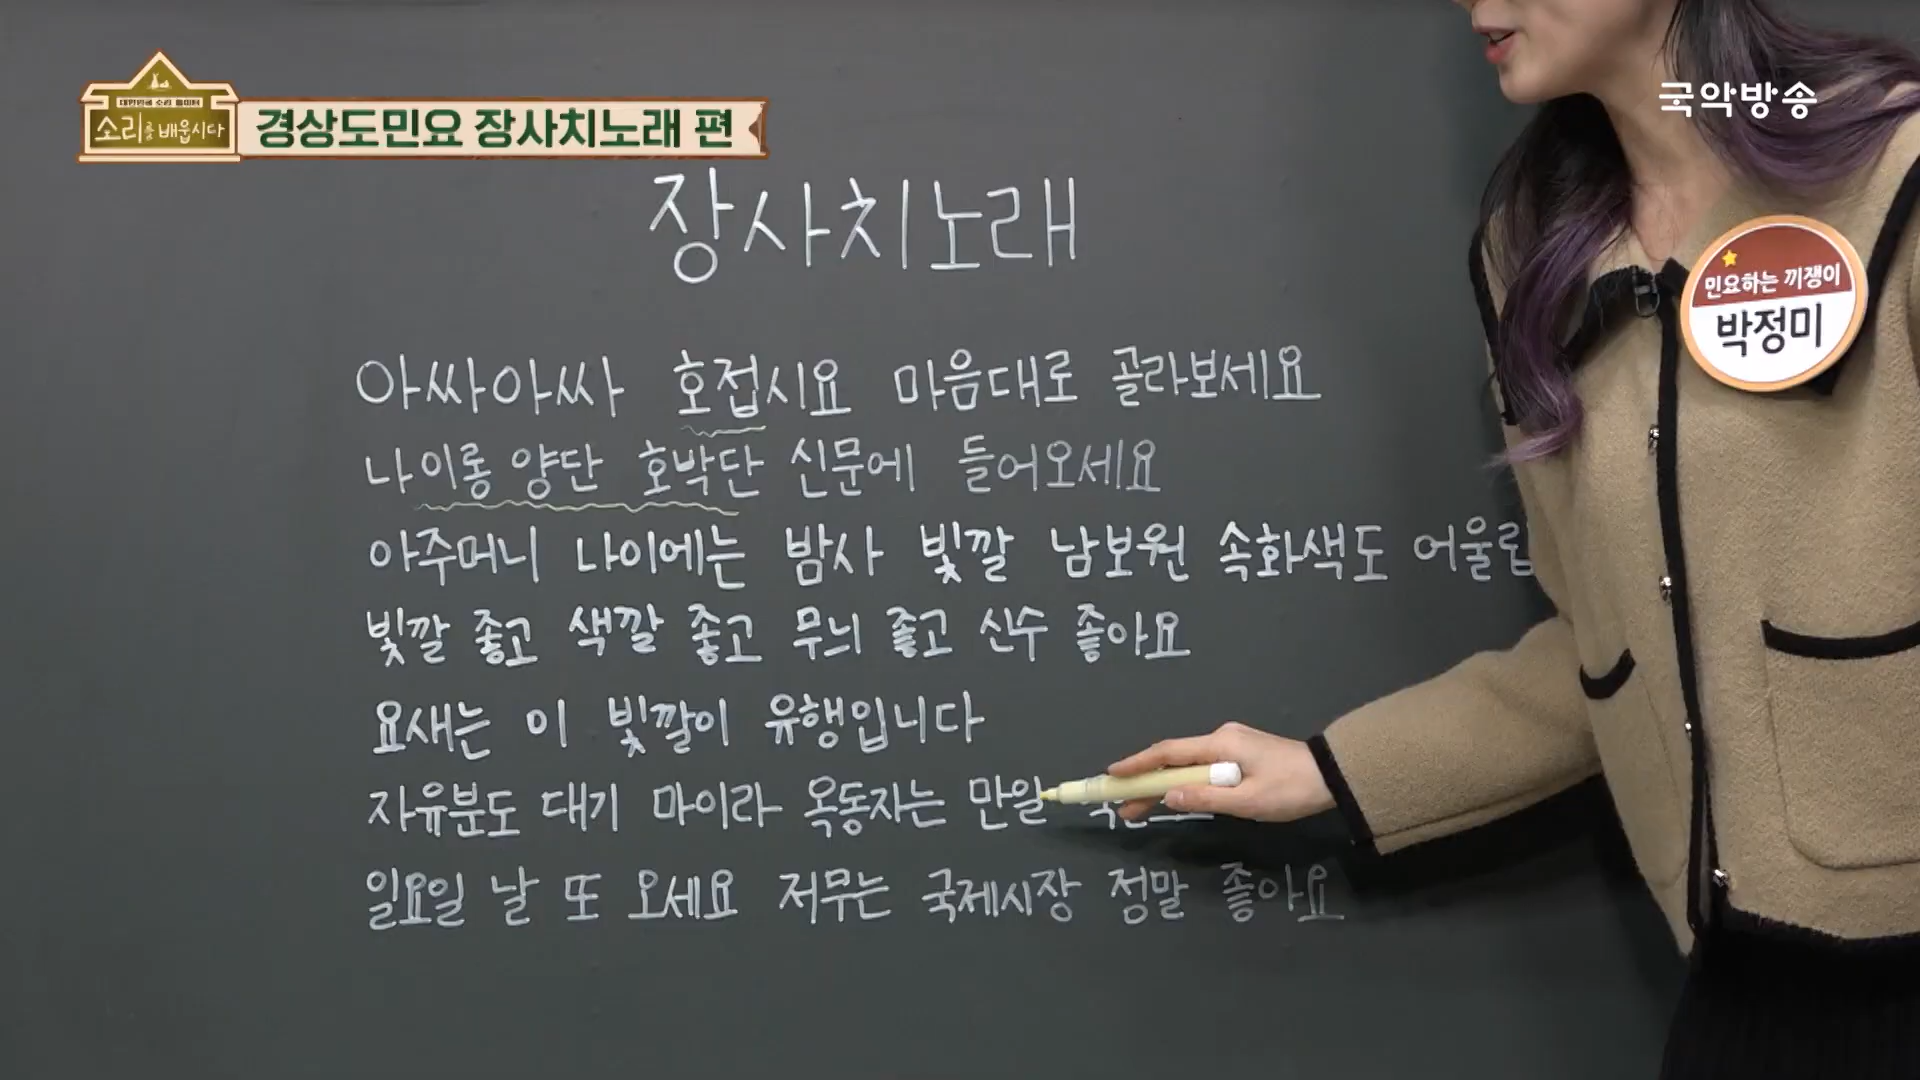 대한민국 소리 놀이터
소리를 배웁시다
경상도민요 장사치노래 편
국악방송
민요하는 끼쟁이
박정미
장사치노래
아싸아싸 호접시요 마음대로 골라보세요
나이롱 양단 호박단 신문에 들어오세요
아주머니 나이에는 밤사 빛깔 남보원 속화색도 어울립
빛깔 좋고 색깔 좋고 무늬 좋고 신수 좋아요
요새는 이 빛깔이 유행입니다
자유분도 대기 마이라 옥동자는 만일
일요일 날 또 오세요 저무는 국제시장 정말 좋아요